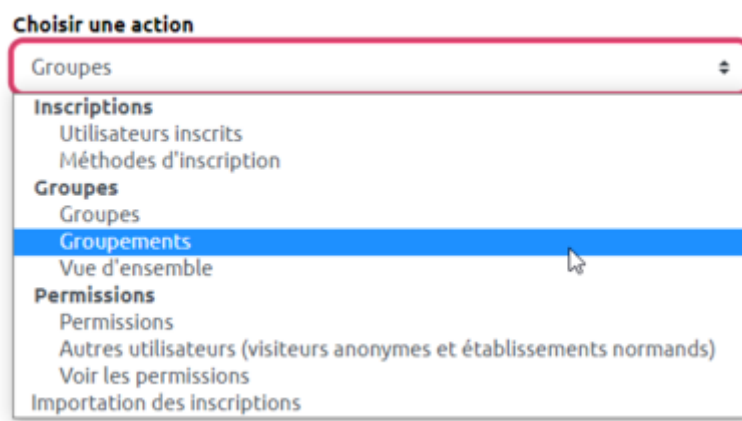 Choisir une action
Groupes
Inscriptions
Utilisateurs inscrits
Méthodes d'inscription
Groupes
Groupes
Groupements
Vue d'ensemble
Permissions
Permissions
Autres utilisateurs (visiteurs anonymes et établissements normands)
Voir les permissions
Importation des inscriptions